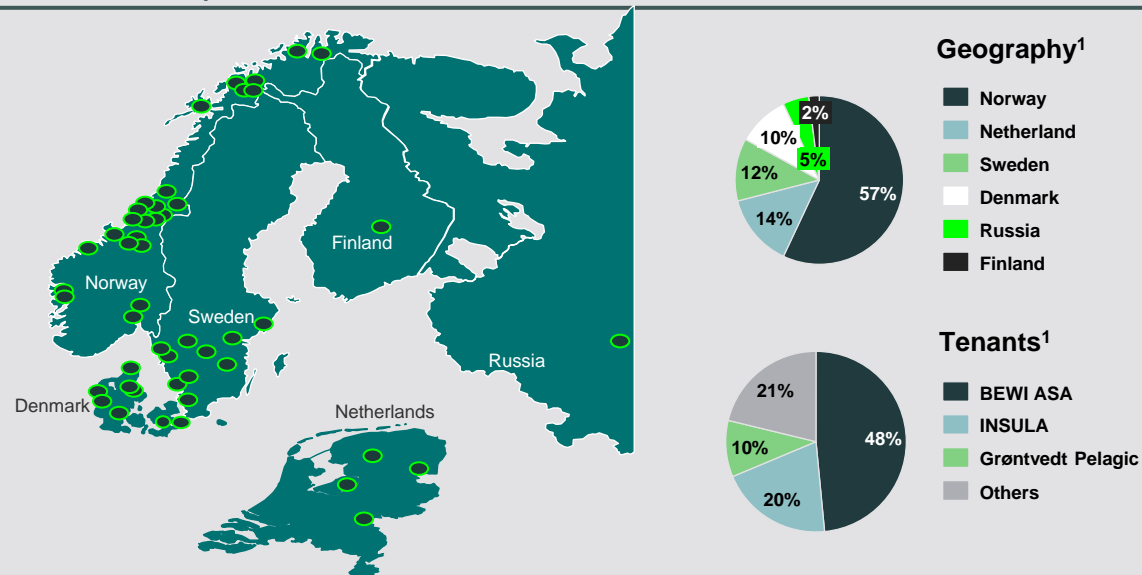 Finland
Norway
Sweden
Russia
Denmark
Netherlands
Geography1
Norway
Netherland
Sweden
Denmark
Russia
Finland
2%
10%
5%
12%
57%
14%
Tenants1
BEWI ASA
INSULA
Grøntvedt Pelagic
Others
21%
48%
10%
20%